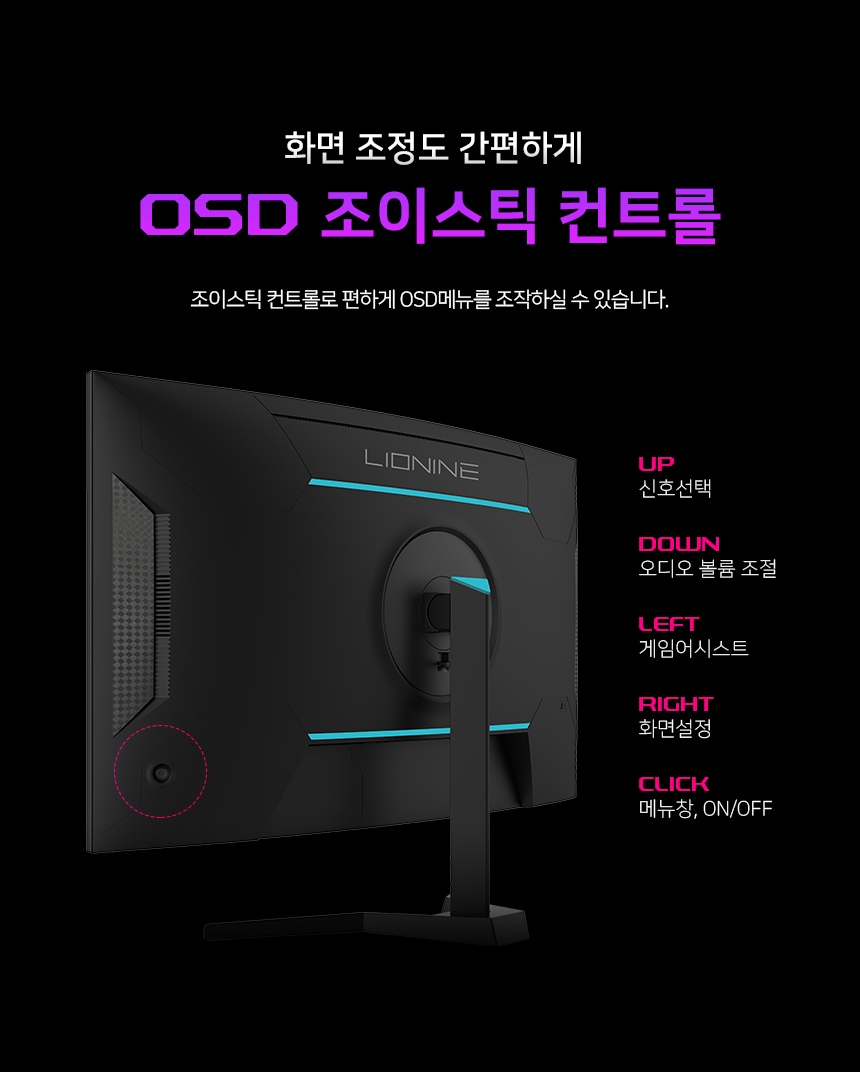 화면 조정도 간편하게
OSD 조이스틱 컨트롤
조이스틱 컨트롤로 편하게 OSD메뉴를 조작하실 수 있습니다.
LIONINE
UP
신호선택
DOWN
오디오 볼륨 조절
LEFT
게임어시스트
RIGHT
화면설정
CLICK
메뉴창, ON/OFF